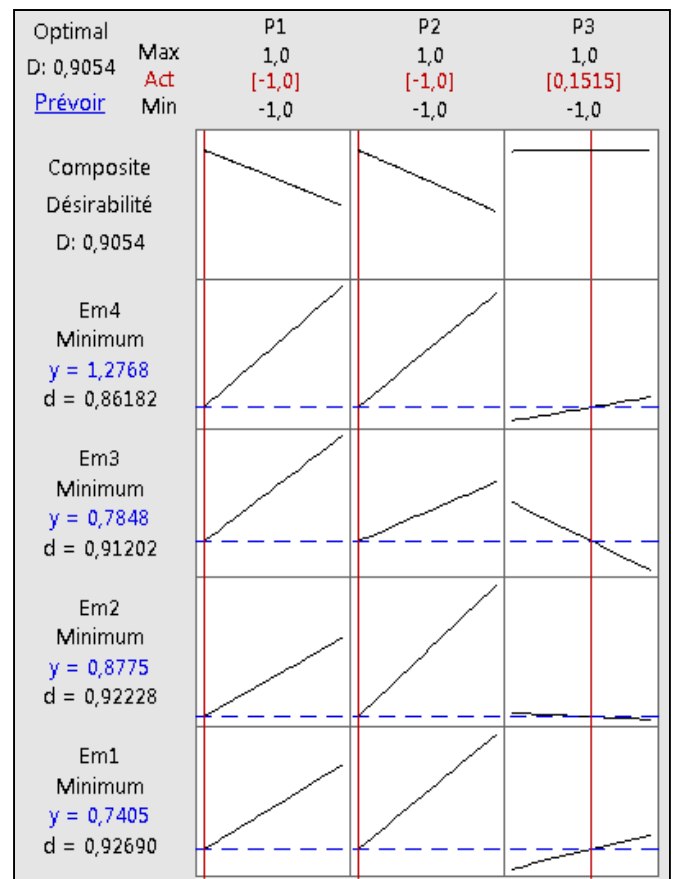 Optimal
D: 0,9054
Prévoir
Max
Act
Min
P1
1,0
[-1,0]
-1,0
P2
1,0
[-1,0]
-1,0
P3
1,0
[0,1515]
-1,0
Composite
Désirabilité
D: 0,9054
Em4
Minimum
y = 1,2768
d = 0,86182
Em3
Minimum
y = 0,7848
d = 0,91202
Em2
Minimum
y = 0,8775
d = 0,92228
Em1
Minimum
y = 0,7405
d = 0,92690